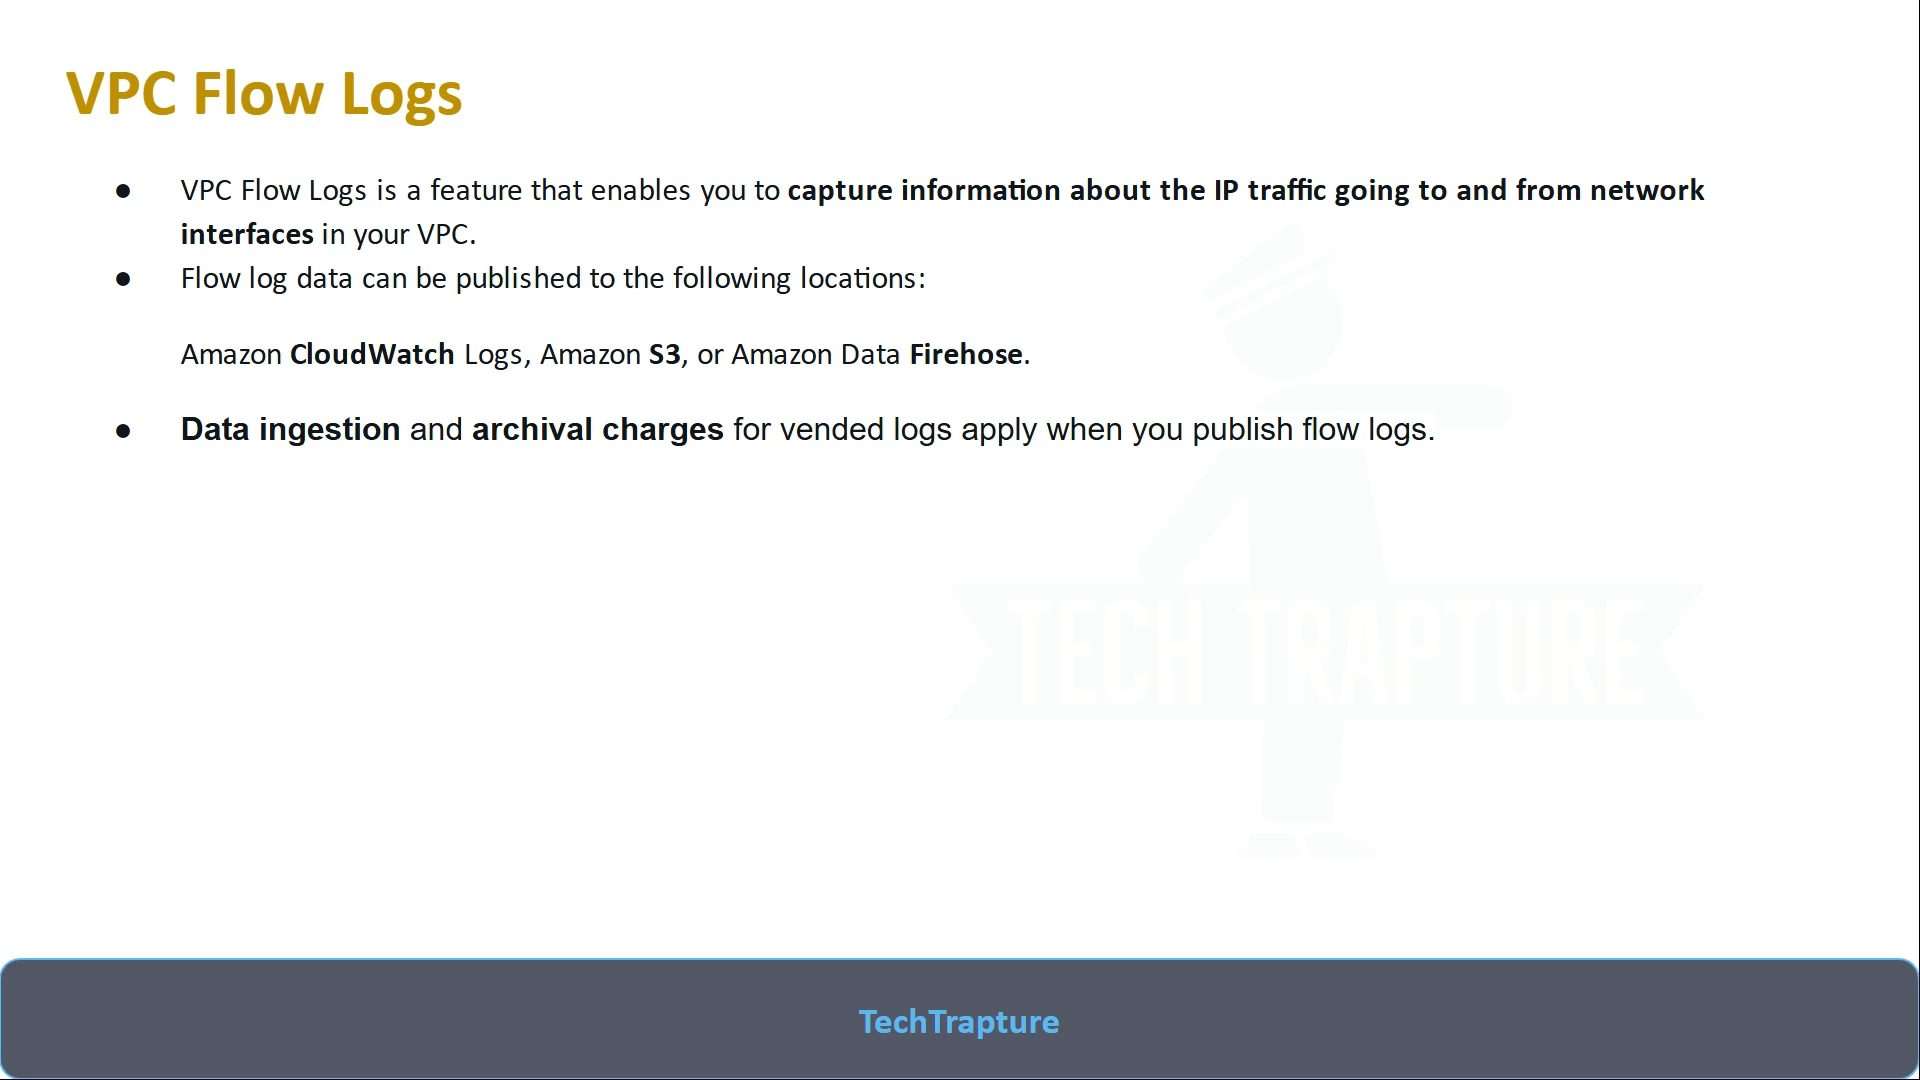 VPC Flow Logs
● VPC Flow Logs is a feature that enables you to capture information about the IP traffic going to and from network
interfaces in your VPC.
● Flow log data can be published to the following locations:
Amazon CloudWatch Logs, Amazon S3, or Amazon Data Firehose.
● Data ingestion and archival charges for vended logs apply when you publish flow logs.
TECH TRAPTURE
TechTrapture